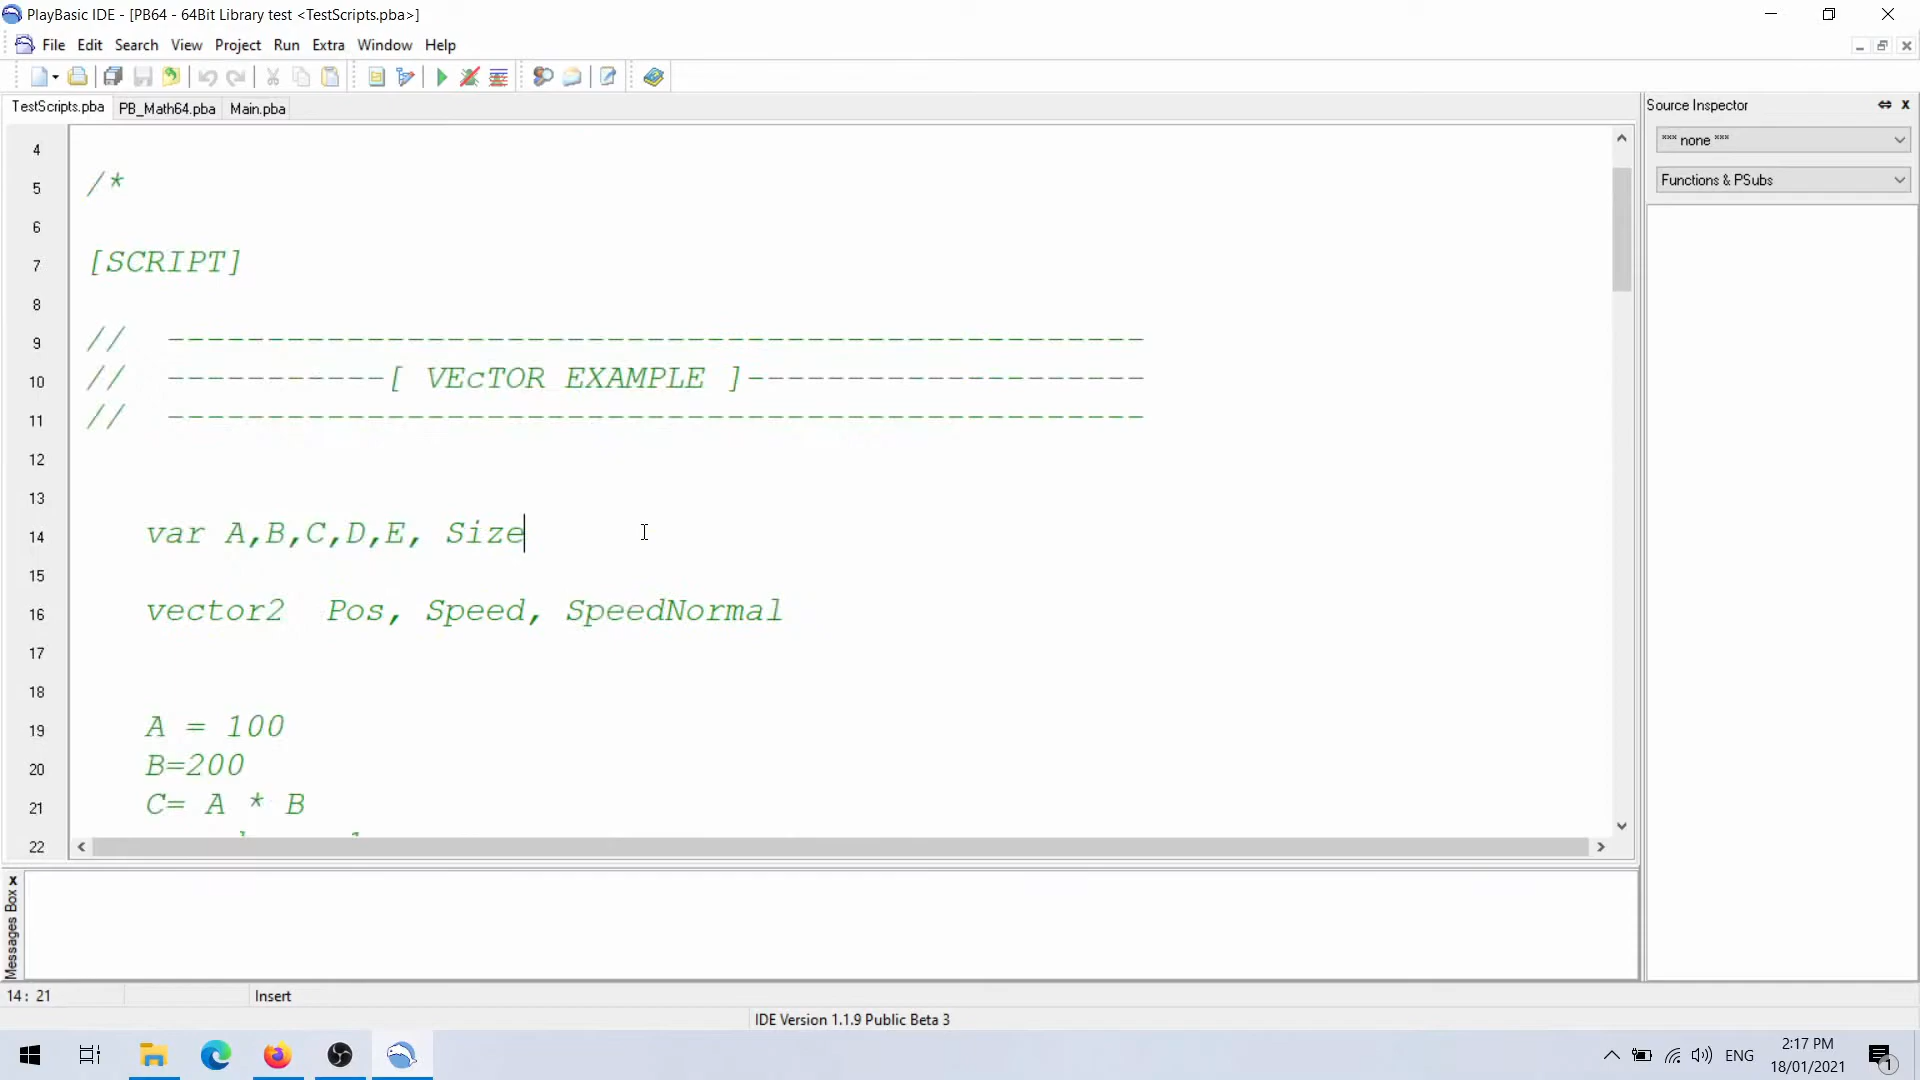 PlayBasic IDE - [PB64 - 64Bit Library test <TestScripts.pba>]
File Edit Search View Project Run Extra Window Help
TestScripts.pba PB_Math64.pba Main.pba
Source Inspector
*** none ***
Functions & PSubs
4
5 /*
6
7 [SCRIPT]
8
9 // -------------------------------------------------
10 // -----------[ VEcTOR EXAMPLE ]--------------------
11 // -------------------------------------------------
12
13
14 var A,B,C,D,E, Size
15
16 vector2 Pos, Speed, SpeedNormal
17
18
19 A = 100
20 B=200
21 C= A * B
22
Messages Box
14: 21 Insert
IDE Version 1.1.9 Public Beta 3
ENG
2:17 PM
18/01/2021
1